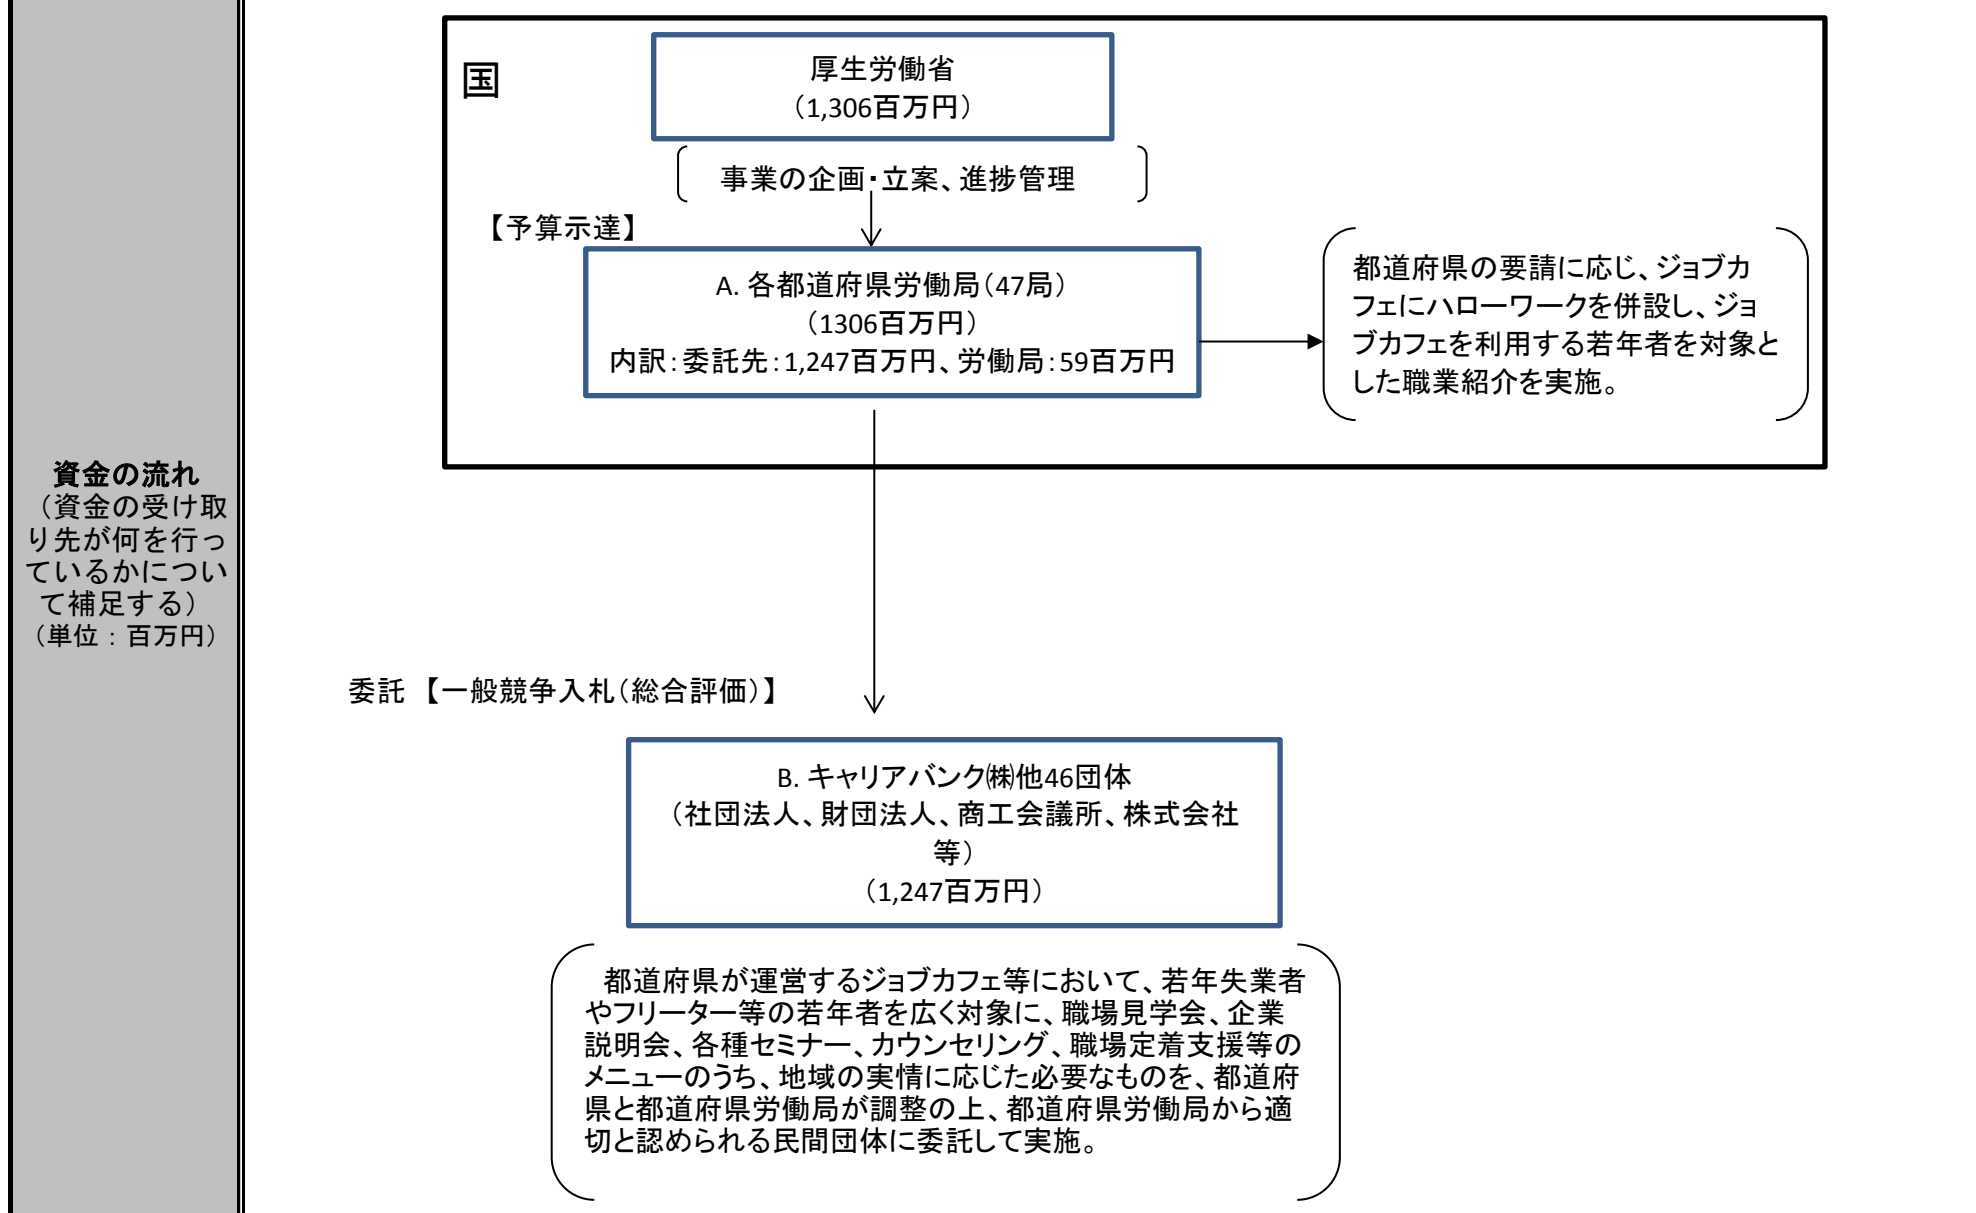 資金の流れ
（資金の受け取
り先が何を行っ
ているかについ
て補足する）
（単位：百万円）
国
厚生労働省
（1,306百万円）
事業の企画・立案、進捗管理
【予算示達】
A. 各都道府県労働局（47局）
（1306百万円）
内訳：委託先：1,247百万円、労働局：59百万円
都道府県の要請に応じ、ジョブカ
フェにハローワークを併設し、ジョ
ブカフェを利用する若年者を対象と
した職業紹介を実施。
委託 【一般競争入札（総合評価）】
B. キャリアバンク㈱他46団体
（社団法人、財団法人、商工会議所、株式会社
等）
（1,247百万円）
都道府県が運営するジョブカフェ等において、若年失業者
やフリーター等の若年者を広く対象に、職場見学会、企業
説明会、各種セミナー、カウンセリング、職場定着支援等の
メニューのうち、地域の実情に応じた必要なものを、都道府
県と都道府県労働局が調整の上、都道府県労働局から適
切と認められる民間団体に委託して実施。